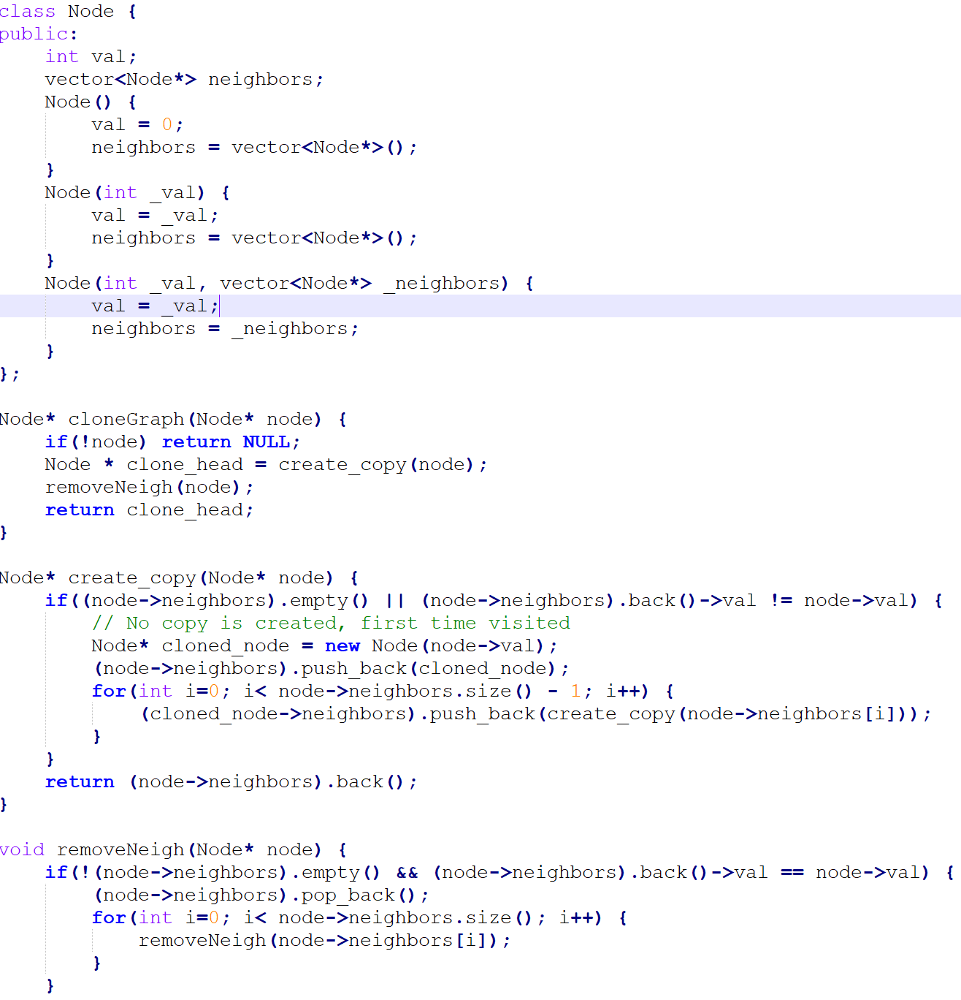 class Node {
public:
    int val;
    vector<Node*> neighbors;
    Node() {
        val = 0;
        neighbors = vector<Node*>();
    }
    Node(int _val) {
        val = _val;
        neighbors = vector<Node*>();
    }
    Node(int _val, vector<Node*> _neighbors) {
        val = _val;
        neighbors = _neighbors;
    }
};

Node* cloneGraph(Node* node) {
    if(!node) return NULL;
    Node * clone_head = create_copy(node);
    removeNeigh(node);
    return clone_head;
}

Node* create_copy(Node* node) {
    if((node->neighbors).empty() || (node->neighbors).back()->val != node->val) {
        // No copy is created, first time visited
        Node* cloned_node = new Node(node->val);
        (node->neighbors).push_back(cloned_node);
        for(int i=0; i< node->neighbors.size() - 1; i++) {
            (cloned_node->neighbors).push_back(create_copy(node->neighbors[i]));
        }
    }
    return (node->neighbors).back();
}

void removeNeigh(Node* node) {
    if(!(node->neighbors).empty() && (node->neighbors).back()->val == node->val) {
        (node->neighbors).pop_back();
        for(int i=0; i< node->neighbors.size(); i++) {
            removeNeigh(node->neighbors[i]);
        }
    }